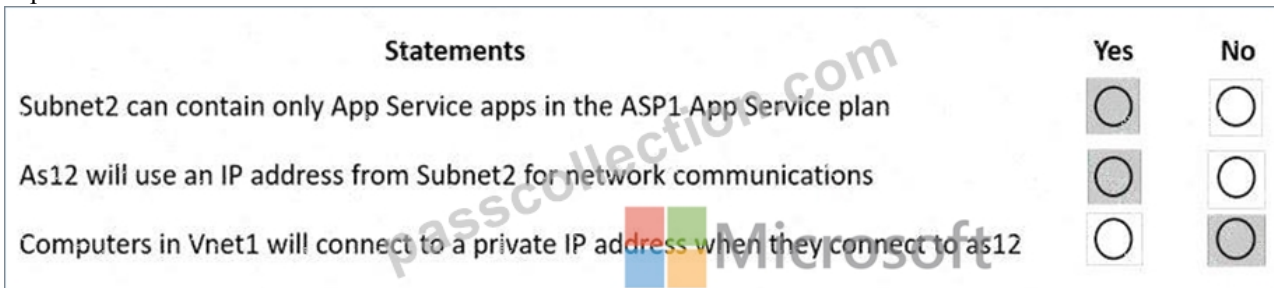 Statements Yes No
Subnet2 can contain only App Service apps in the ASP1 App Service plan
As12 will use an IP address from Subnet2 for network communications
Computers in Vnet1 will connect to a private IP address when they connect to as12
passcollection.com
Microsoft